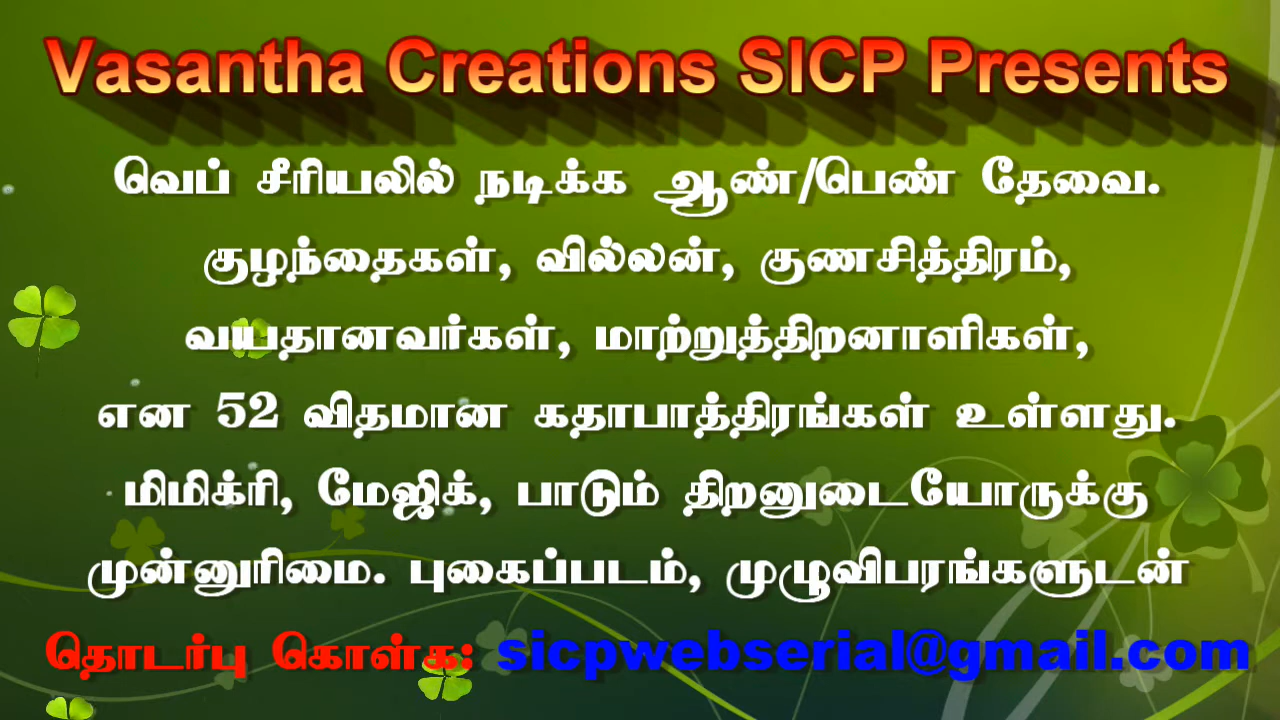 Vasantha Creations SICP Presents
வெப் சீரியலில் நடிக்க ஆண்/பெண் தேவை.
குழந்தைகள், வில்லன், குணசித்திரம்,
வயதானவர்கள், மாற்றுத்திறனாளிகள்,
என 52 விதமான கதாபாத்திரங்கள் உள்ளது.
மிமிக்ரி, மேஜிக், பாடும் திறனுடையோருக்கு
முன்னுரிமை. புகைப்படம், முழுவிபரங்களுடன்
தொடர்பு கொள்க: sicpwebserial@gmail.com